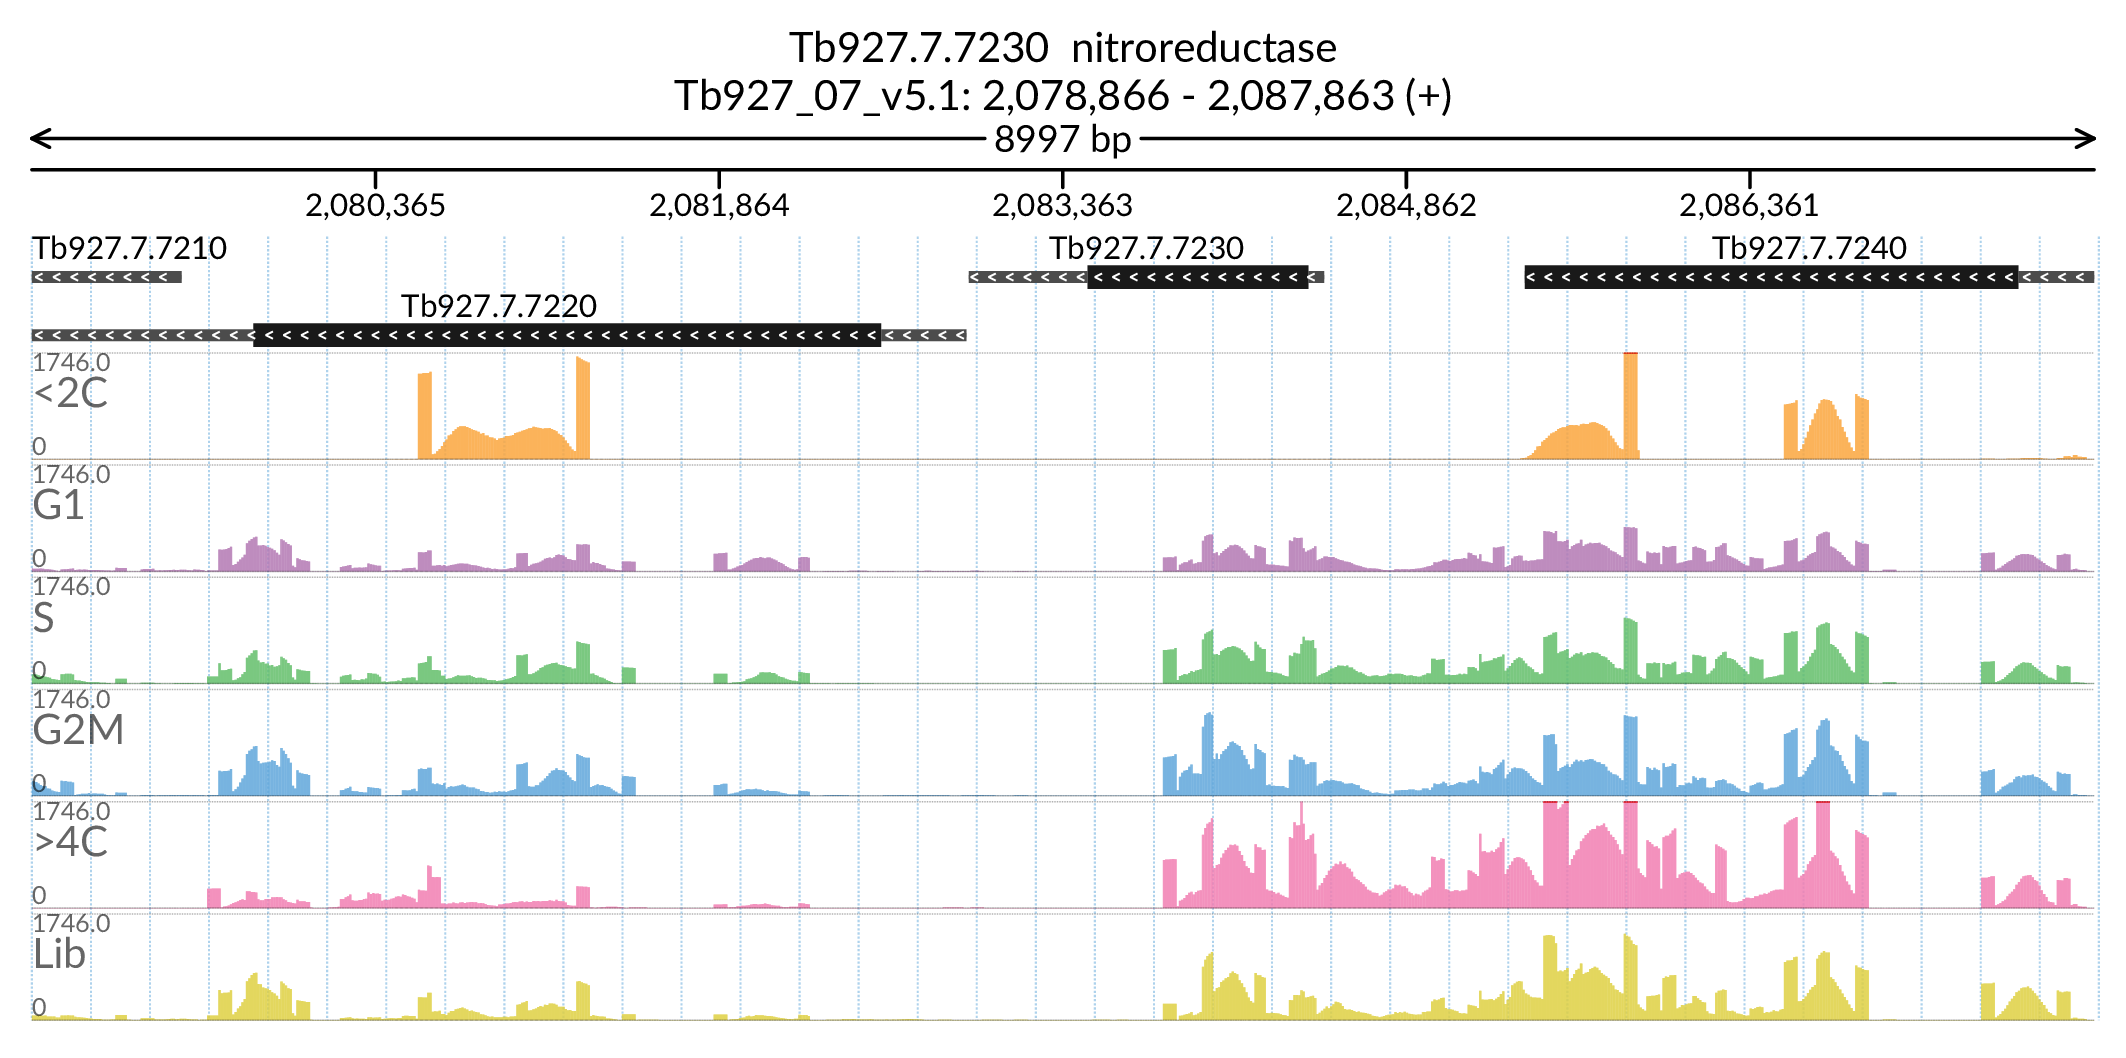 Tb927.7.7230 nitroreductase
Tb927_07_v5.1: 2,078,866 - 2,087,863 (+)
8997 bp
2,080,365 2,081,864 2,083,363 2,084,862 2,086,361
Tb927.7.7210 Tb927.7.7230 Tb927.7.7240
Tb927.7.7220
1746.0
<2C
0
1746.0
G1
0
1746.0
S
0
1746.0
G2M
0
1746.0
>4C
0
1746.0
Lib
0